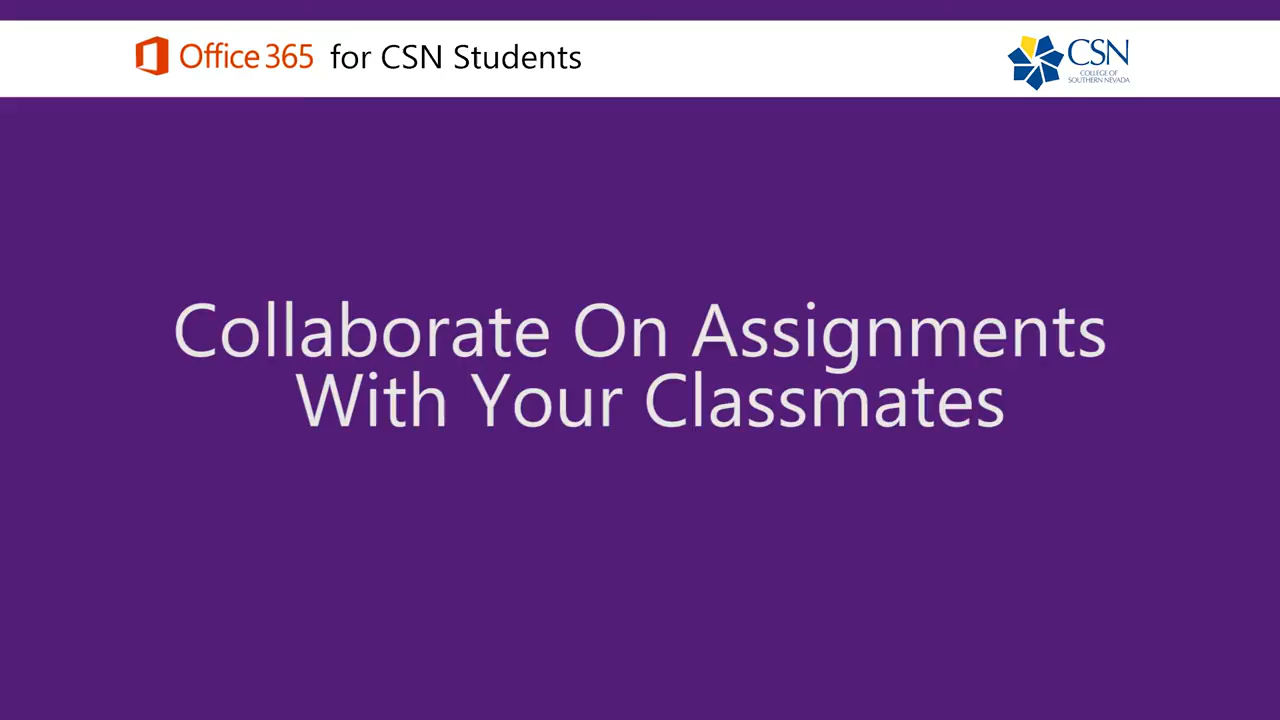 Office 365 for CSN Students
CSN
COLLEGE OF
SOUTHERN NEVADA
Collaborate On Assignments
With Your Classmates